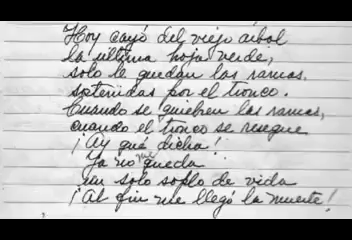 Hoy cayó del viejo árbol
la última hoja verde,
solo le quedan las ramas.
sotenidas por el tronco.
Cuando se quiebren las ramas,
cuando el tronco se
¡Ay qué dicha!
Ya no me queda
un solo soplo de vida
¡Al fin me llegó la muerte!